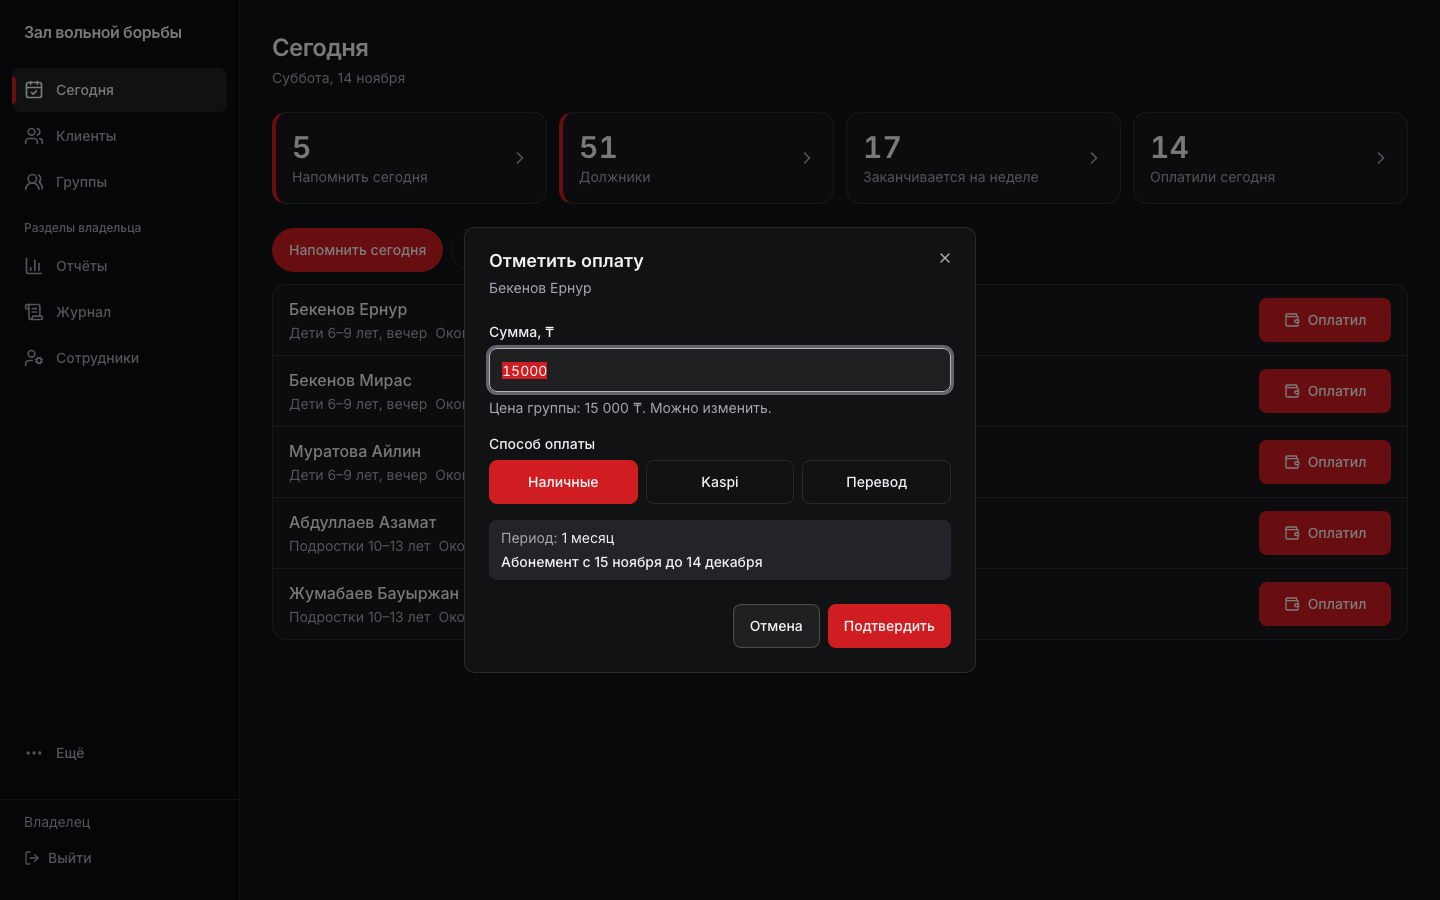 Зал вольной борьбы
Сегодня
Клиенты
Группы
Разделы владельца
Отчёты
Журнал
Сотрудники
Ещё
Владелец
Выйти
Сегодня
Суббота, 14 ноября
5
Напомнить сегодня
51
Должники
17
Заканчивается на неделе
14
Оплатили сегодня
Напомнить сегодня
Бекенов Ернур
Дети 6–9 лет, вечер
Оплатил
Бекенов Мирас
Дети 6–9 лет, вечер
Оплатил
Муратова Айлин
Дети 6–9 лет, вечер
Оплатил
Абдуллаев Азамат
Подростки 10–13 лет
Оплатил
Жумабаев Бауыржан
Подростки 10–13 лет
Оплатил
Отметить оплату
Бекенов Ернур
Сумма, ₸
15000
Цена группы: 15 000 ₸. Можно изменить.
Способ оплаты
Наличные
Kaspi
Перевод
Период: 1 месяц
Абонемент с 15 ноября до 14 декабря
Отмена
Подтвердить